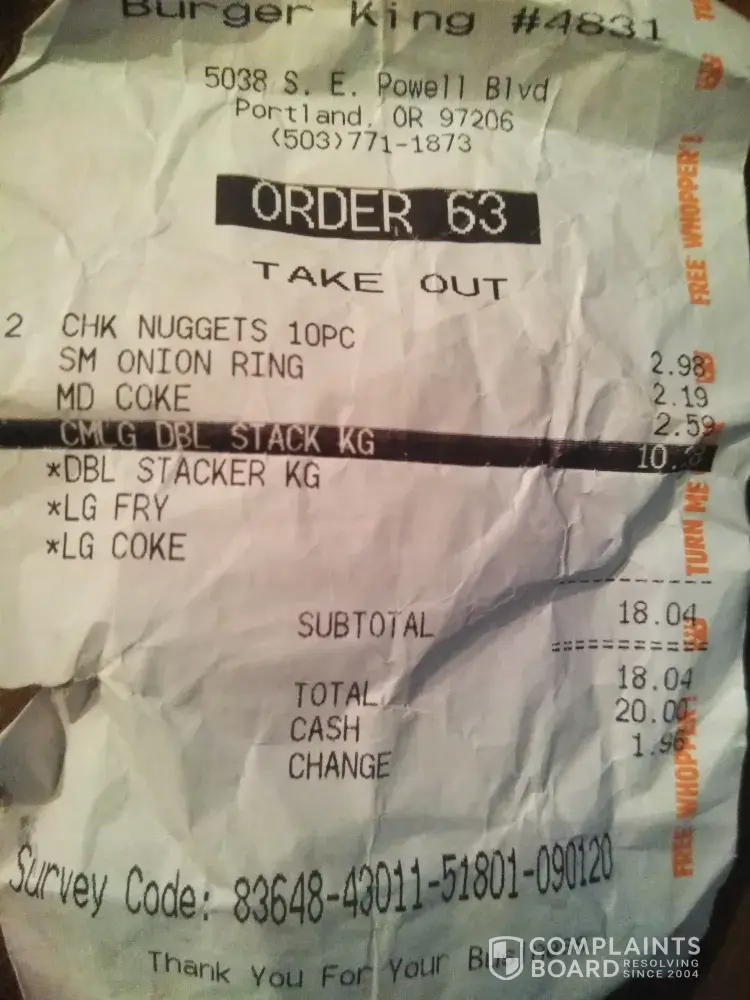 Burger King #4831
5038 S. E. Powell Blvd
Portland, OR 97206
(503)771-1873
ORDER 63
TAKE OUT
2 CHK NUGGETS 10PC 2.98
SM ONION RING 2.19
MD COKE 2.59
CMLG DBL STACK KG
*DBL STACKER KG
*LG FRY
*LG COKE
SUBTOTAL 18.04
TOTAL 18.04
CASH 20.00
CHANGE 1.96
Survey Code: 83648-43011-51801-090120
Thank You For Your
FREE WHOPPER! TURN ME
FREE WHOPPER!
COMPLAINTS
BOARD RESOLVING SINCE 2004